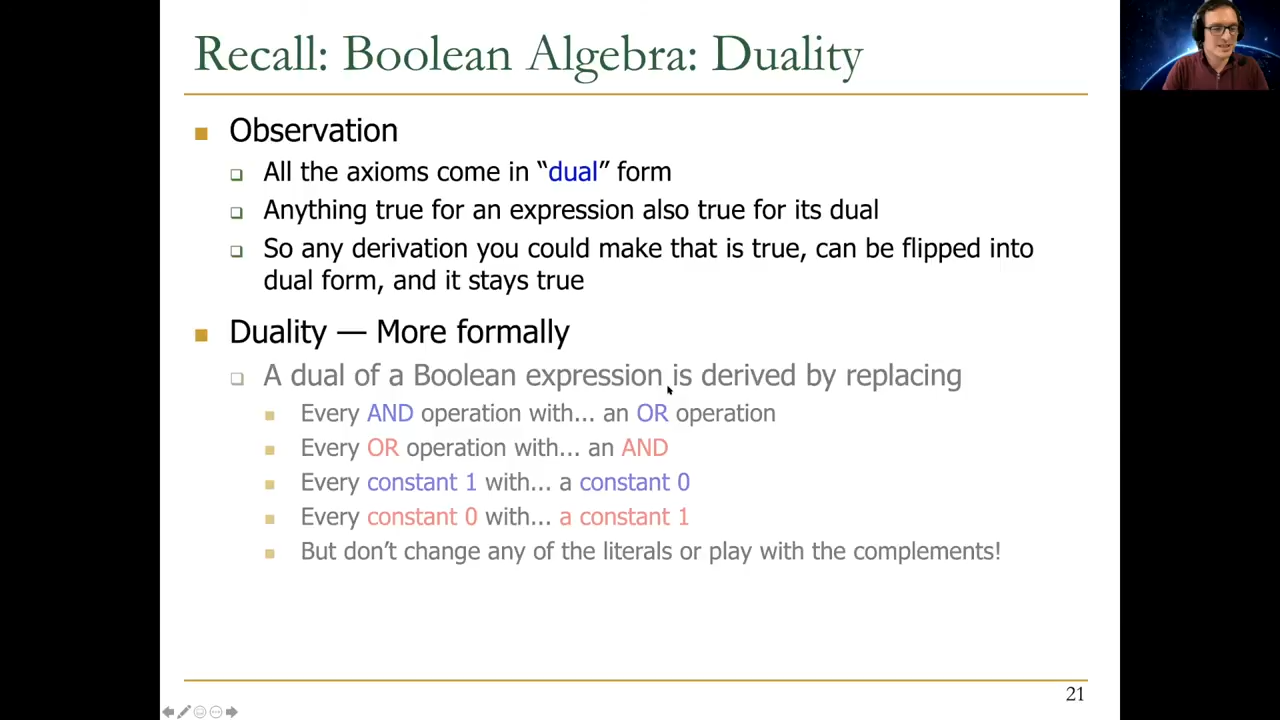 Recall: Boolean Algebra: Duality
Observation
All the axioms come in “dual” form
Anything true for an expression also true for its dual
So any derivation you could make that is true, can be flipped into
dual form, and it stays true
Duality — More formally
A dual of a Boolean expression is derived by replacing
Every AND operation with... an OR operation
Every OR operation with... an AND
Every constant 1 with... a constant 0
Every constant 0 with... a constant 1
But don’t change any of the literals or play with the complements!
21